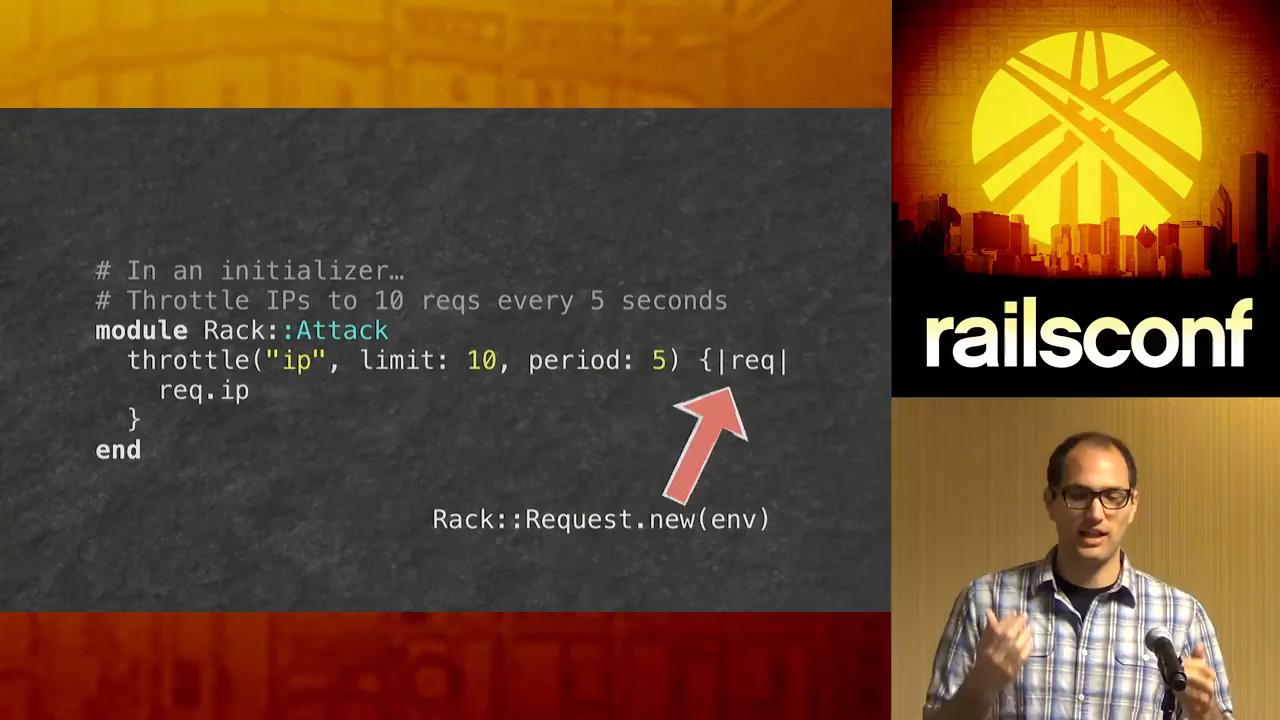 # In an initializer…
# Throttle IPs to 10 reqs every 5 seconds
module Rack::Attack
  throttle("ip", limit: 10, period: 5) {|req|
    req.ip
  }
end
Rack::Request.new(env)
railsconf